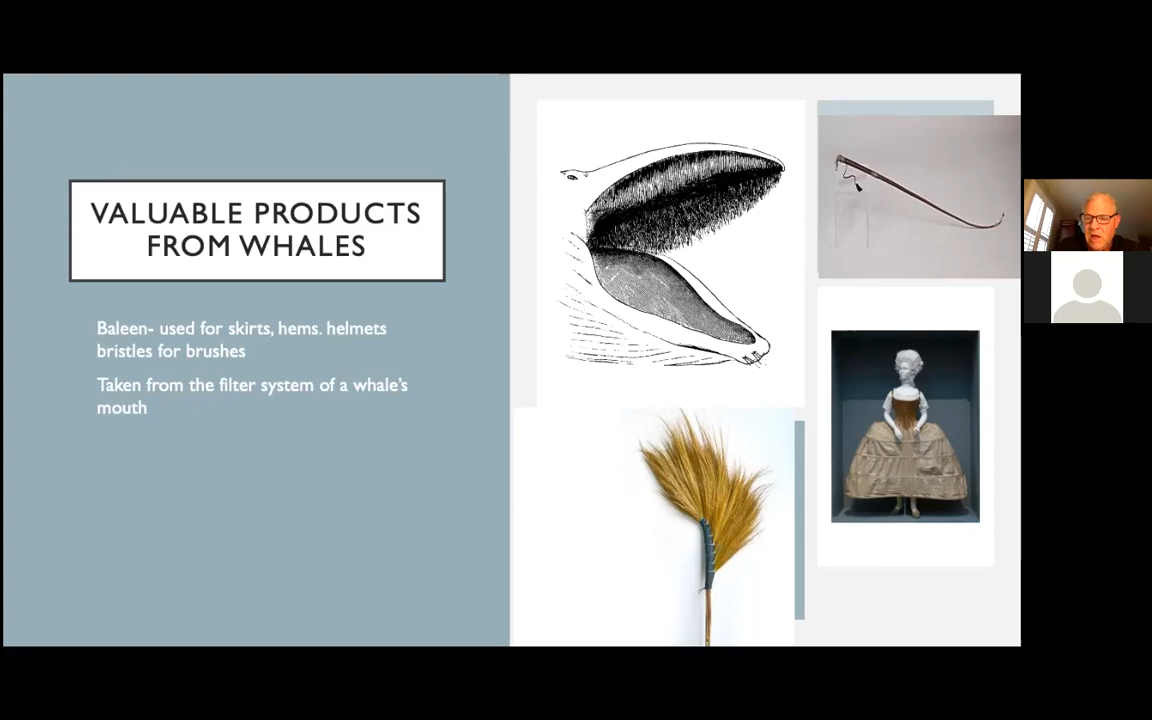 VALUABLE PRODUCTS
FROM WHALES
Baleen- used for skirts, hems. helmets
bristles for brushes
Taken from the filter system of a whale's
mouth